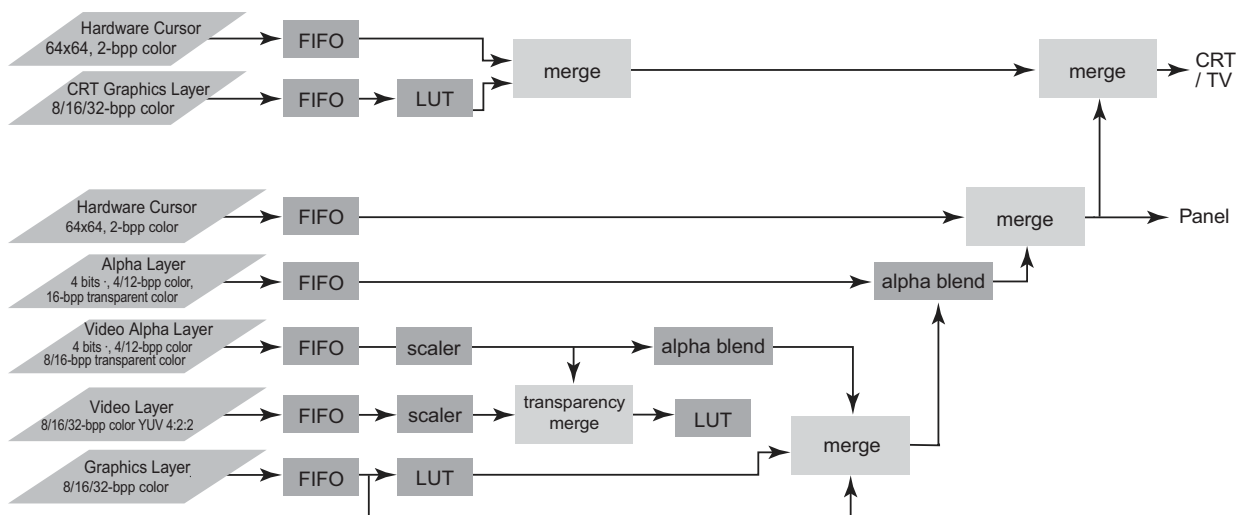 Hardware Cursor
64x64, 2-bpp color
FIFO
merge
merge
CRT
/ TV
CRT Graphics Layer
8/16/32-bpp color
FIFO
LUT
Hardware Cursor
64x64, 2-bpp color
FIFO
merge
Panel
Alpha Layer
4 bits ·, 4/12-bpp color,
16-bpp transparent color
FIFO
alpha blend
Video Alpha Layer
4 bits ·, 4/12-bpp color
8/16-bpp transparent color
FIFO
scaler
alpha blend
Video Layer
8/16/32-bpp color YUV 4:2:2
FIFO
scaler
transparency
merge
LUT
merge
Graphics Layer
8/16/32-bpp color
FIFO
LUT